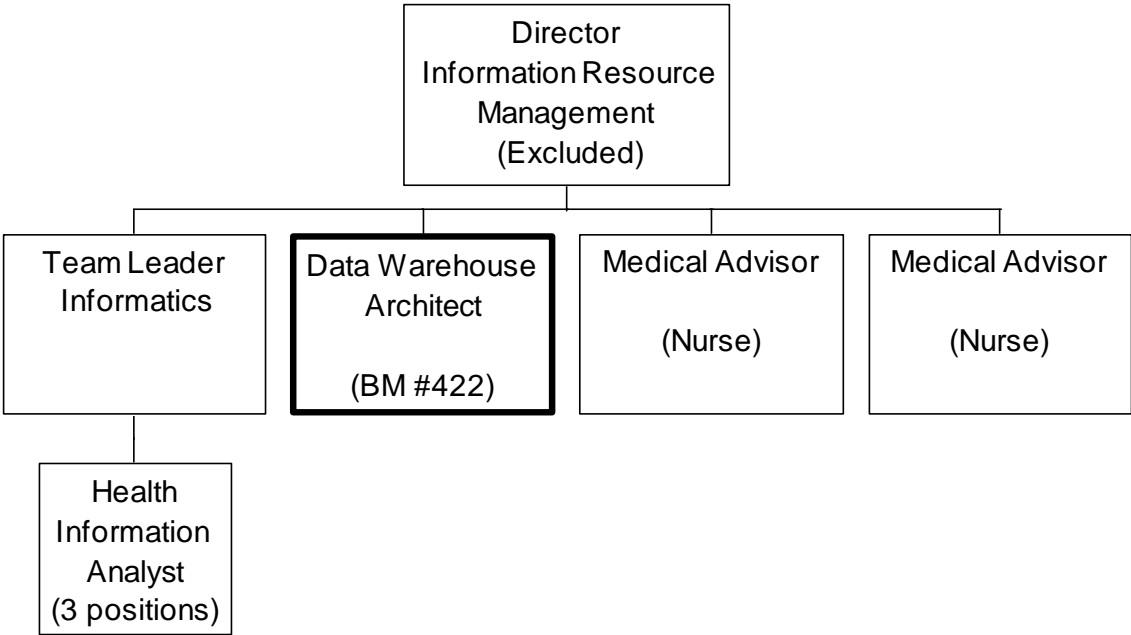 Director
Information Resource
Management
(Excluded)
Team Leader
Informatics
Data Warehouse
Architect
(BM #422)
Medical Advisor
(Nurse)
Medical Advisor
(Nurse)
Health
Information
Analyst
(3 positions)